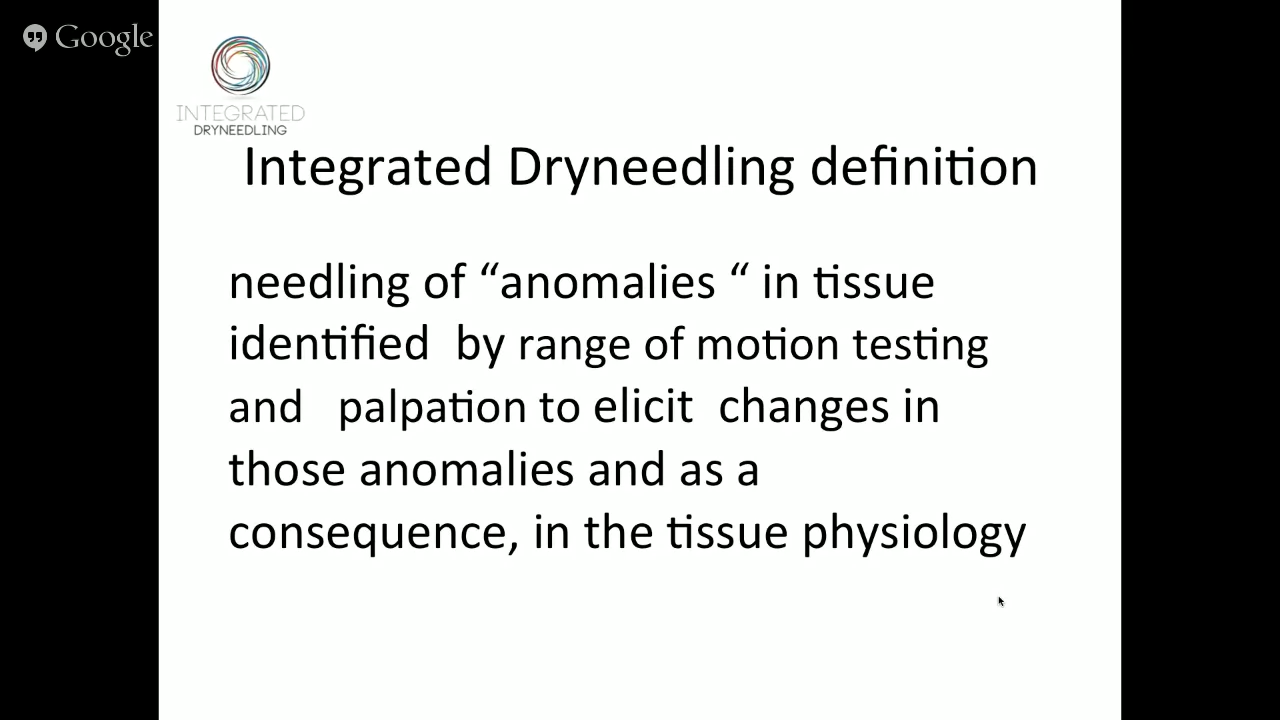 Google
INTEGRATED
DRYNEEDLING
Integrated Dryneedling definition
needling of “anomalies “ in tissue
identified  by range of motion testing
and   palpation to elicit  changes in
those anomalies and as a
consequence, in the tissue physiology